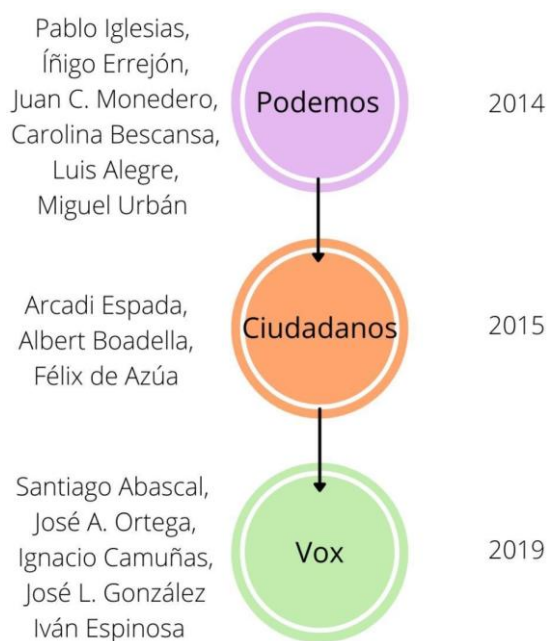 Pablo Iglesias,
Íñigo Errejón,
Juan C. Monedero,
Carolina Bescansa,
Luis Alegre,
Miguel Urbán
Podemos
2014
Arcadi Espada,
Albert Boadella,
Félix de Azúa
Ciudadanos
2015
Santiago Abascal,
José A. Ortega,
Ignacio Camuñas,
José L. González
Iván Espinosa
Vox
2019